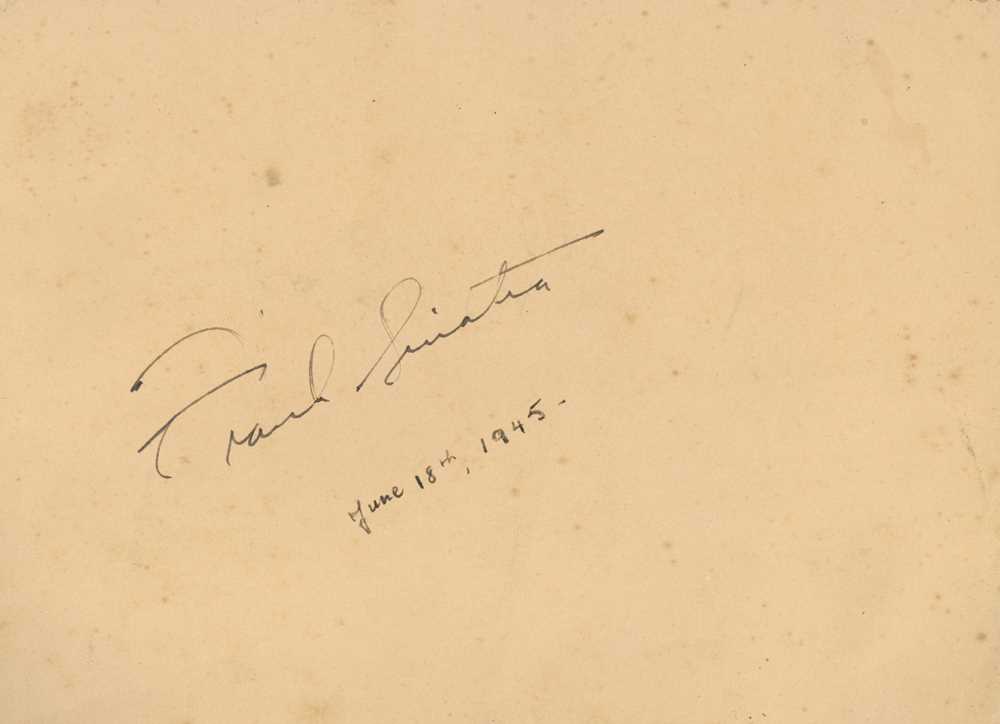 Frank Sinatra
June 18th, 1945.-